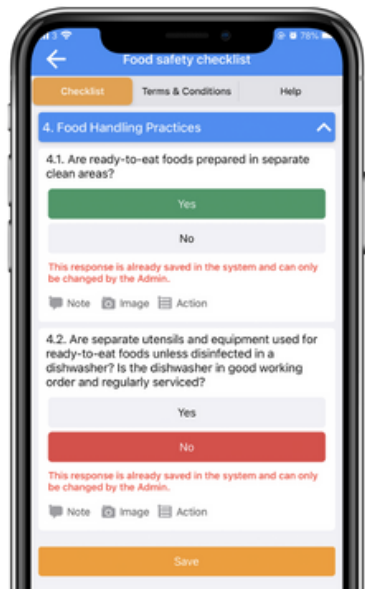 3 78%
Food safety checklist
Checklist Terms & Conditions Help
4. Food Handling Practices
4.1. Are ready-to-eat foods prepared in separate
clean areas?
Yes
No
This response is already saved in the system and can only
be changed by the Admin.
Note Image Action
4.2. Are separate utensils and equipment used for
ready-to-eat foods unless disinfected in a
dishwasher? Is the dishwasher in good working
order and regularly serviced?
Yes
No
This response is already saved in the system and can only
be changed by the Admin.
Note Image Action
Save